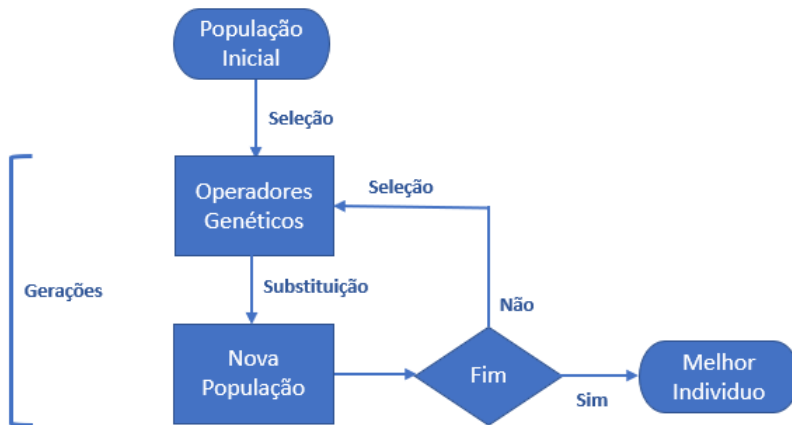 População
Inicial
Seleção
Operadores
Genéticos
Seleção
Gerações
Substituição
Não
Nova
População
Fim
Sim
Melhor
Individuo